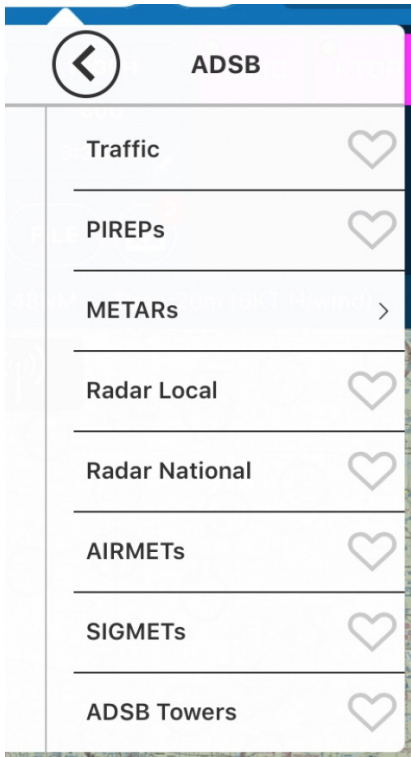 ADSB
Traffic
PIREPs
METARs
Radar Local
Radar National
AIRMETs
SIGMETs
ADSB Towers